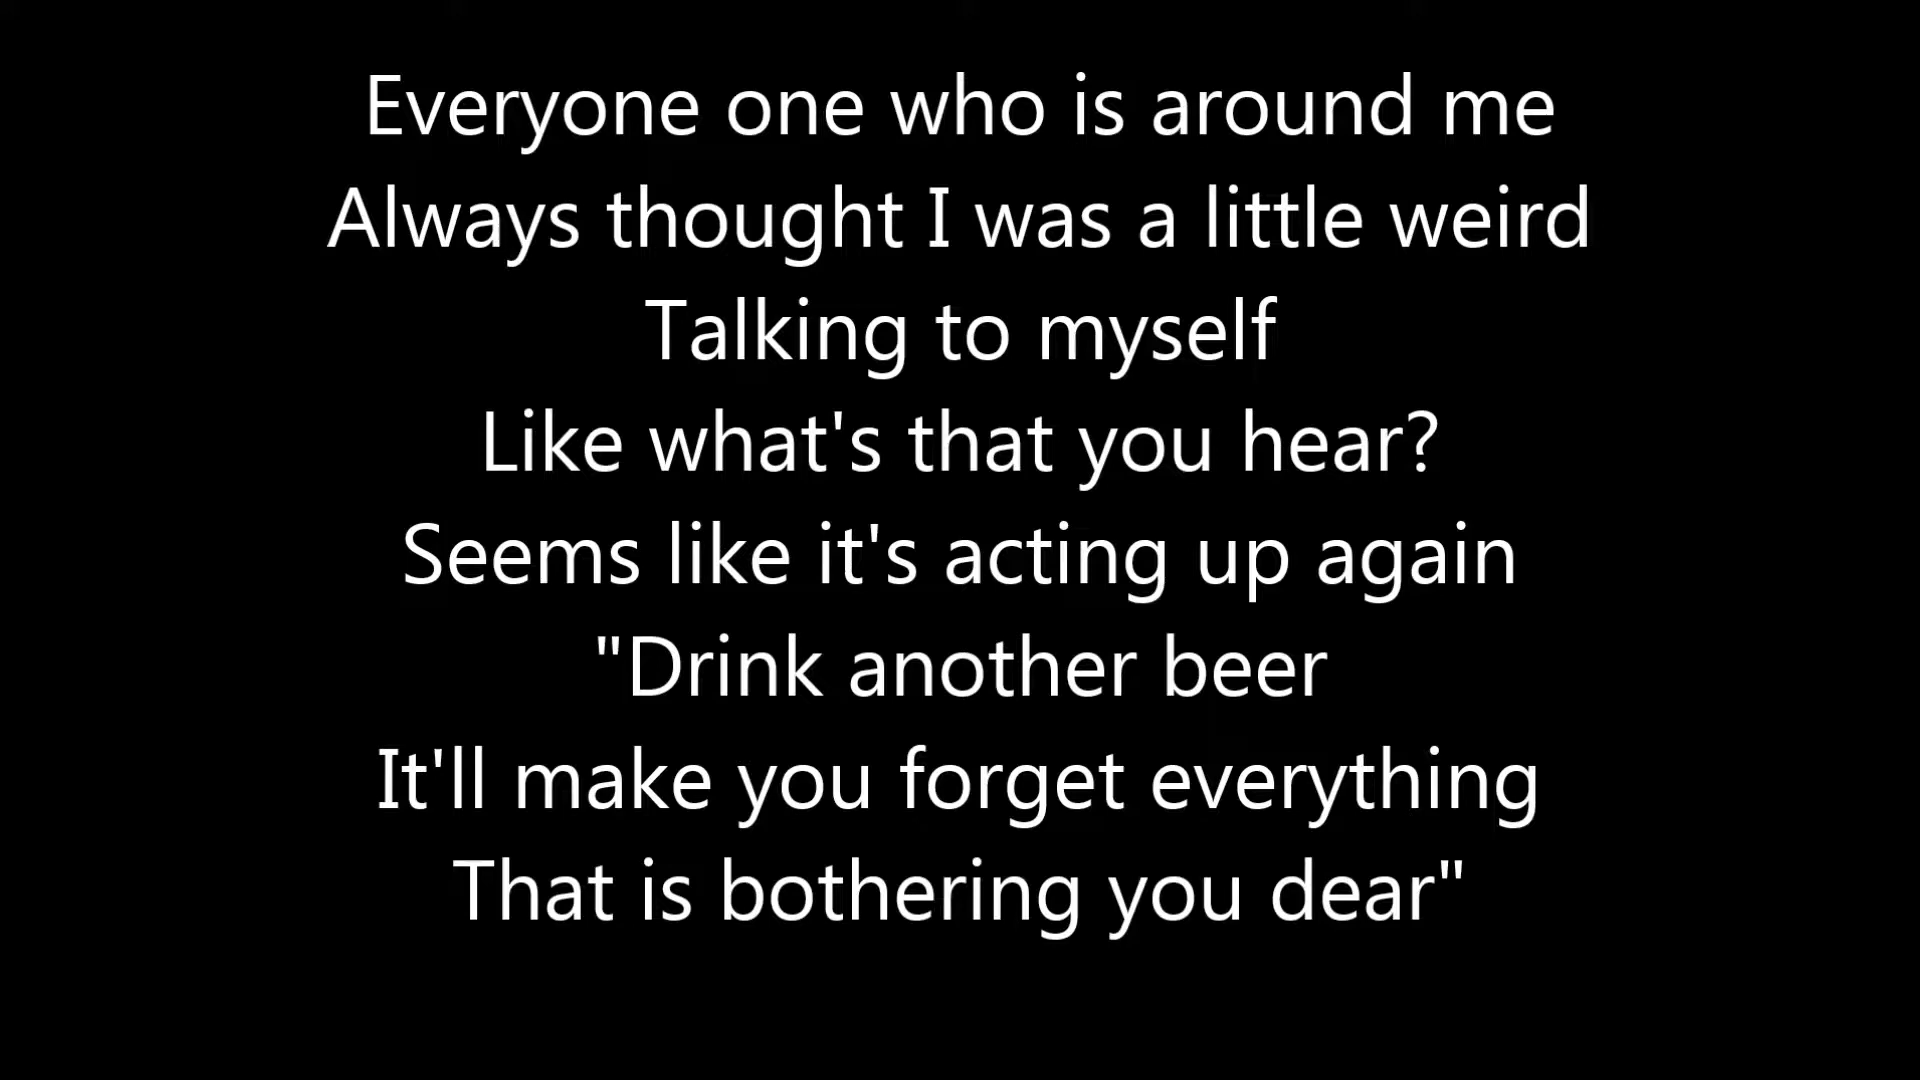 Everyone one who is around me
Always thought I was a little weird
Talking to myself
Like what's that you hear?
Seems like it's acting up again
"Drink another beer
It'll make you forget everything
That is bothering you dear"